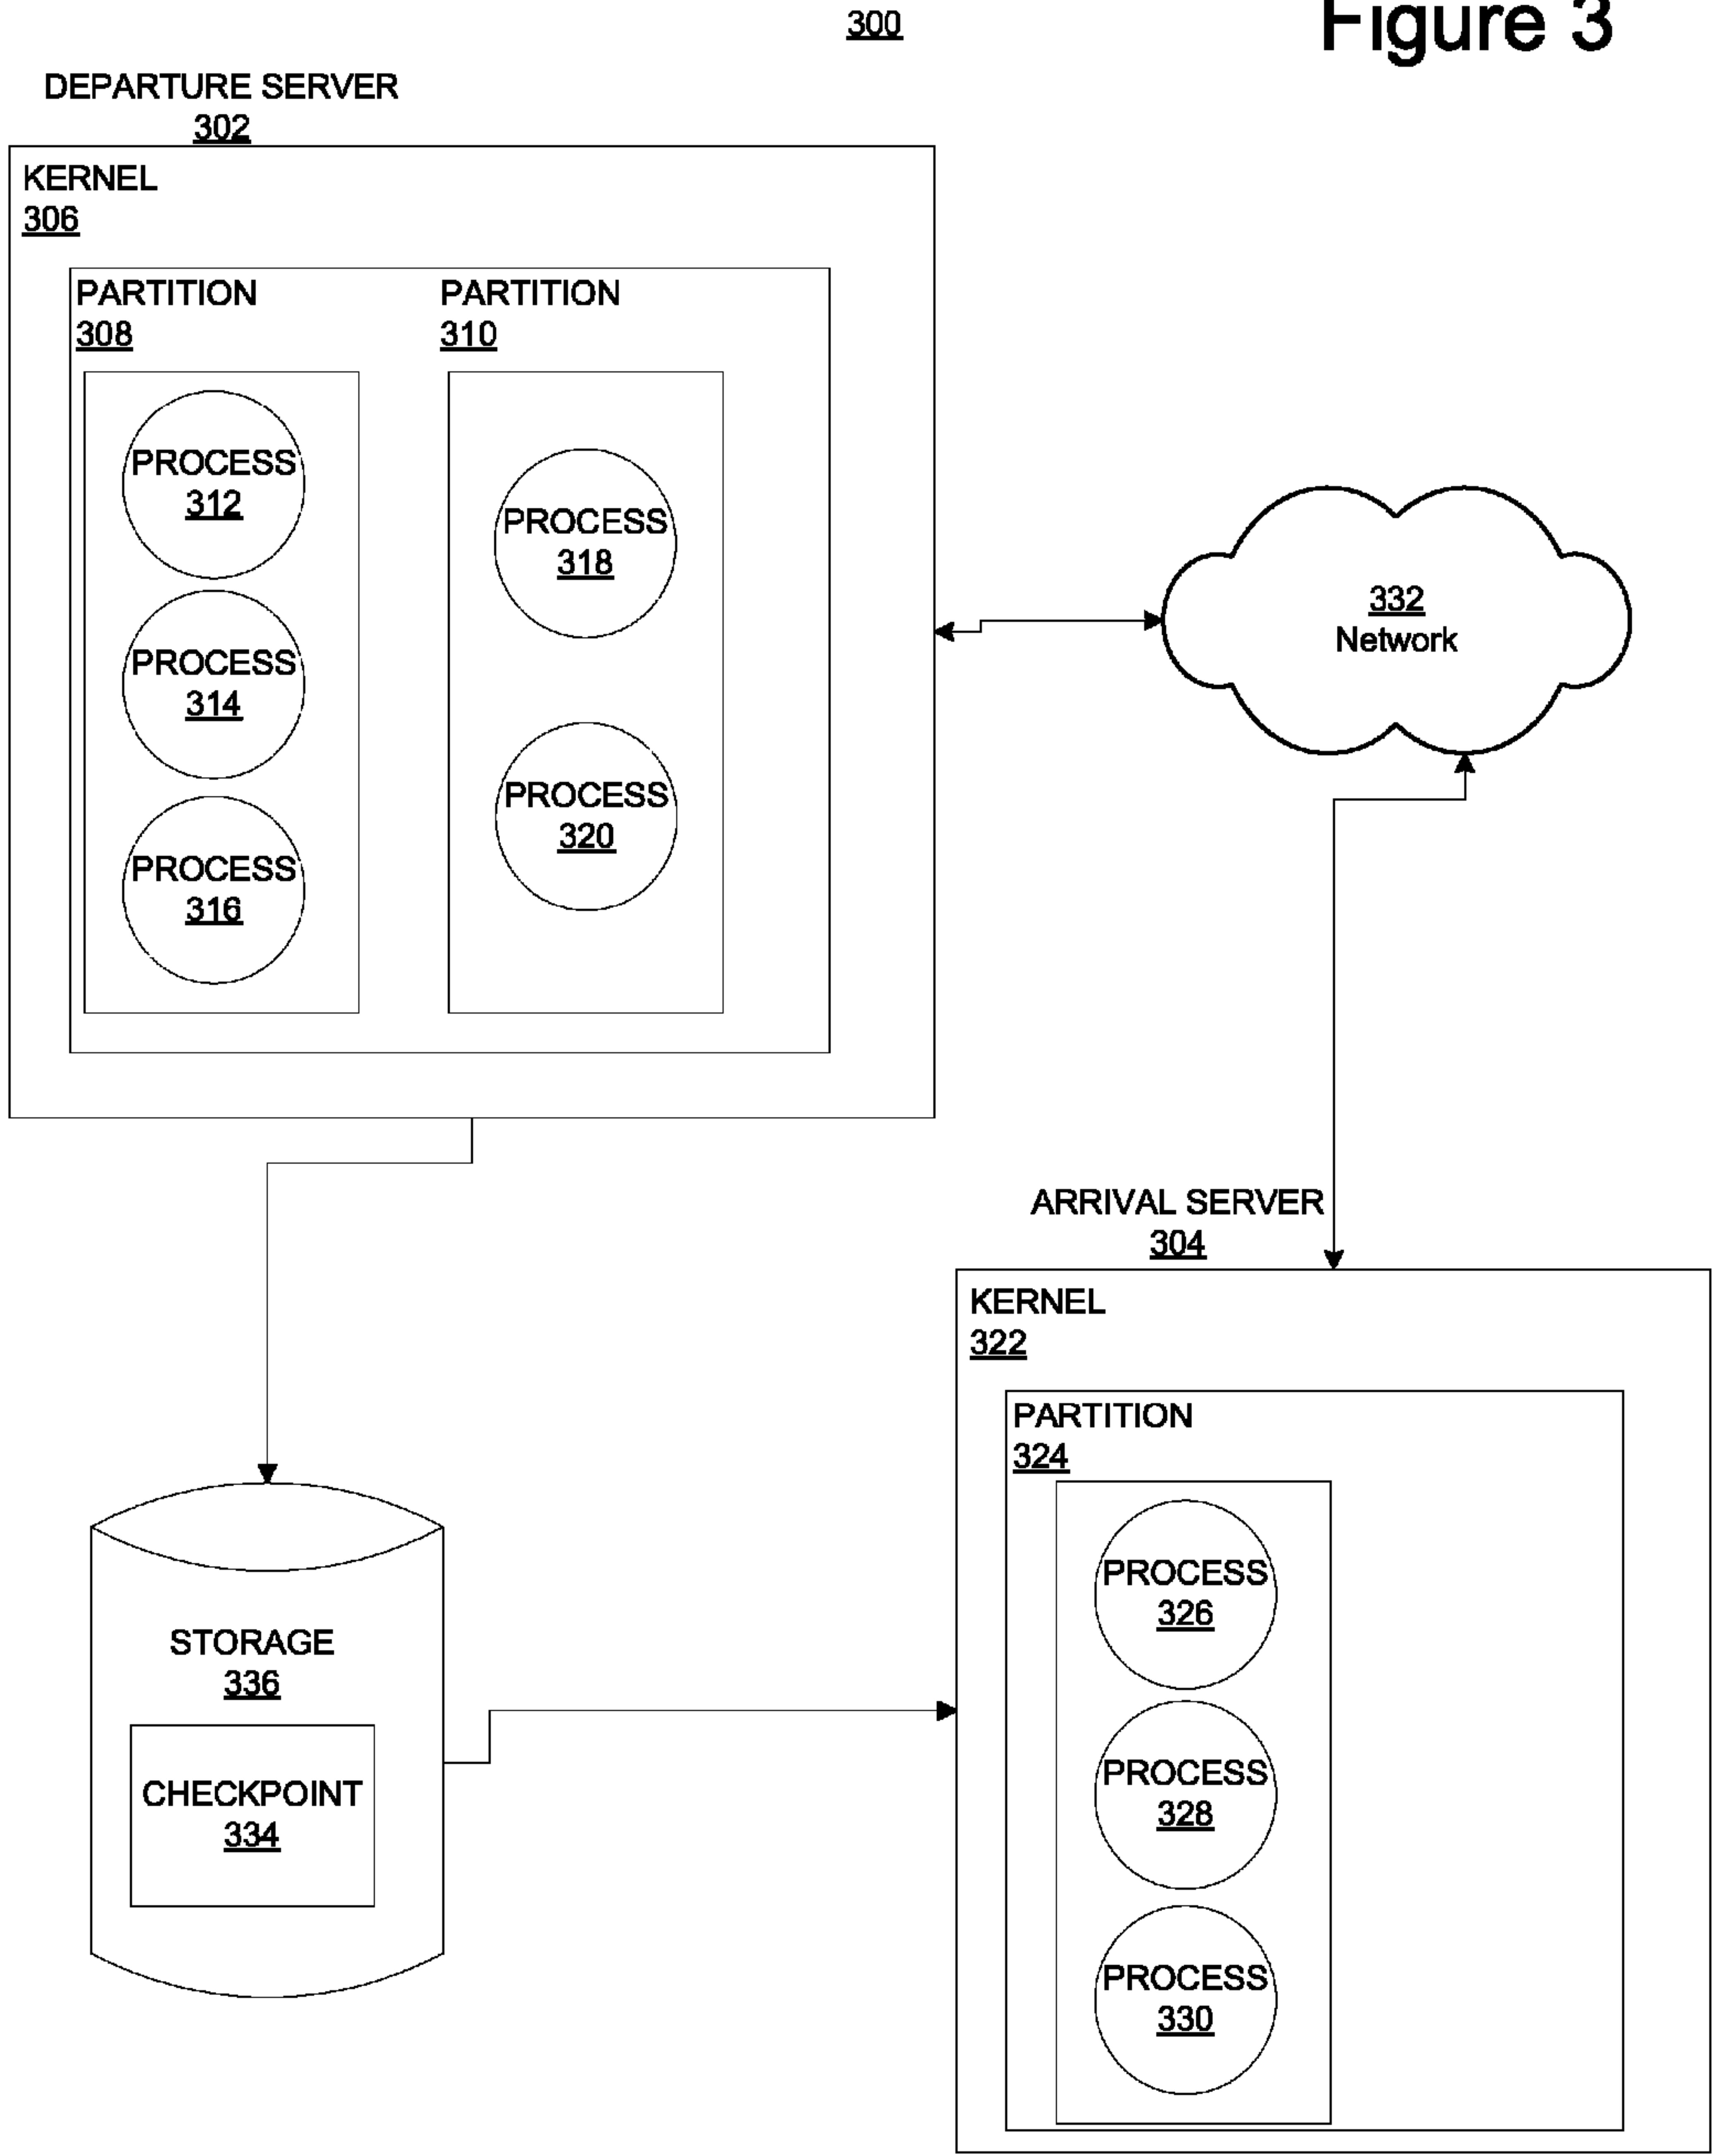 300
Figure 3
DEPARTURE SERVER
302
KERNEL
306
PARTITION
308
PARTITION
310
PROCESS
312
PROCESS
314
PROCESS
316
PROCESS
318
PROCESS
320
332
Network
ARRIVAL SERVER
304
KERNEL
322
PARTITION
324
PROCESS
326
PROCESS
328
PROCESS
330
STORAGE
336
CHECKPOINT
334